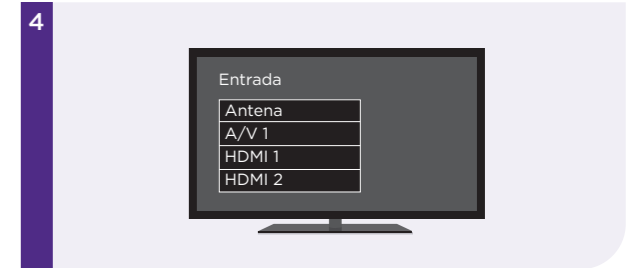 4
Entrada
Antena
A/V 1
HDMI 1
HDMI 2